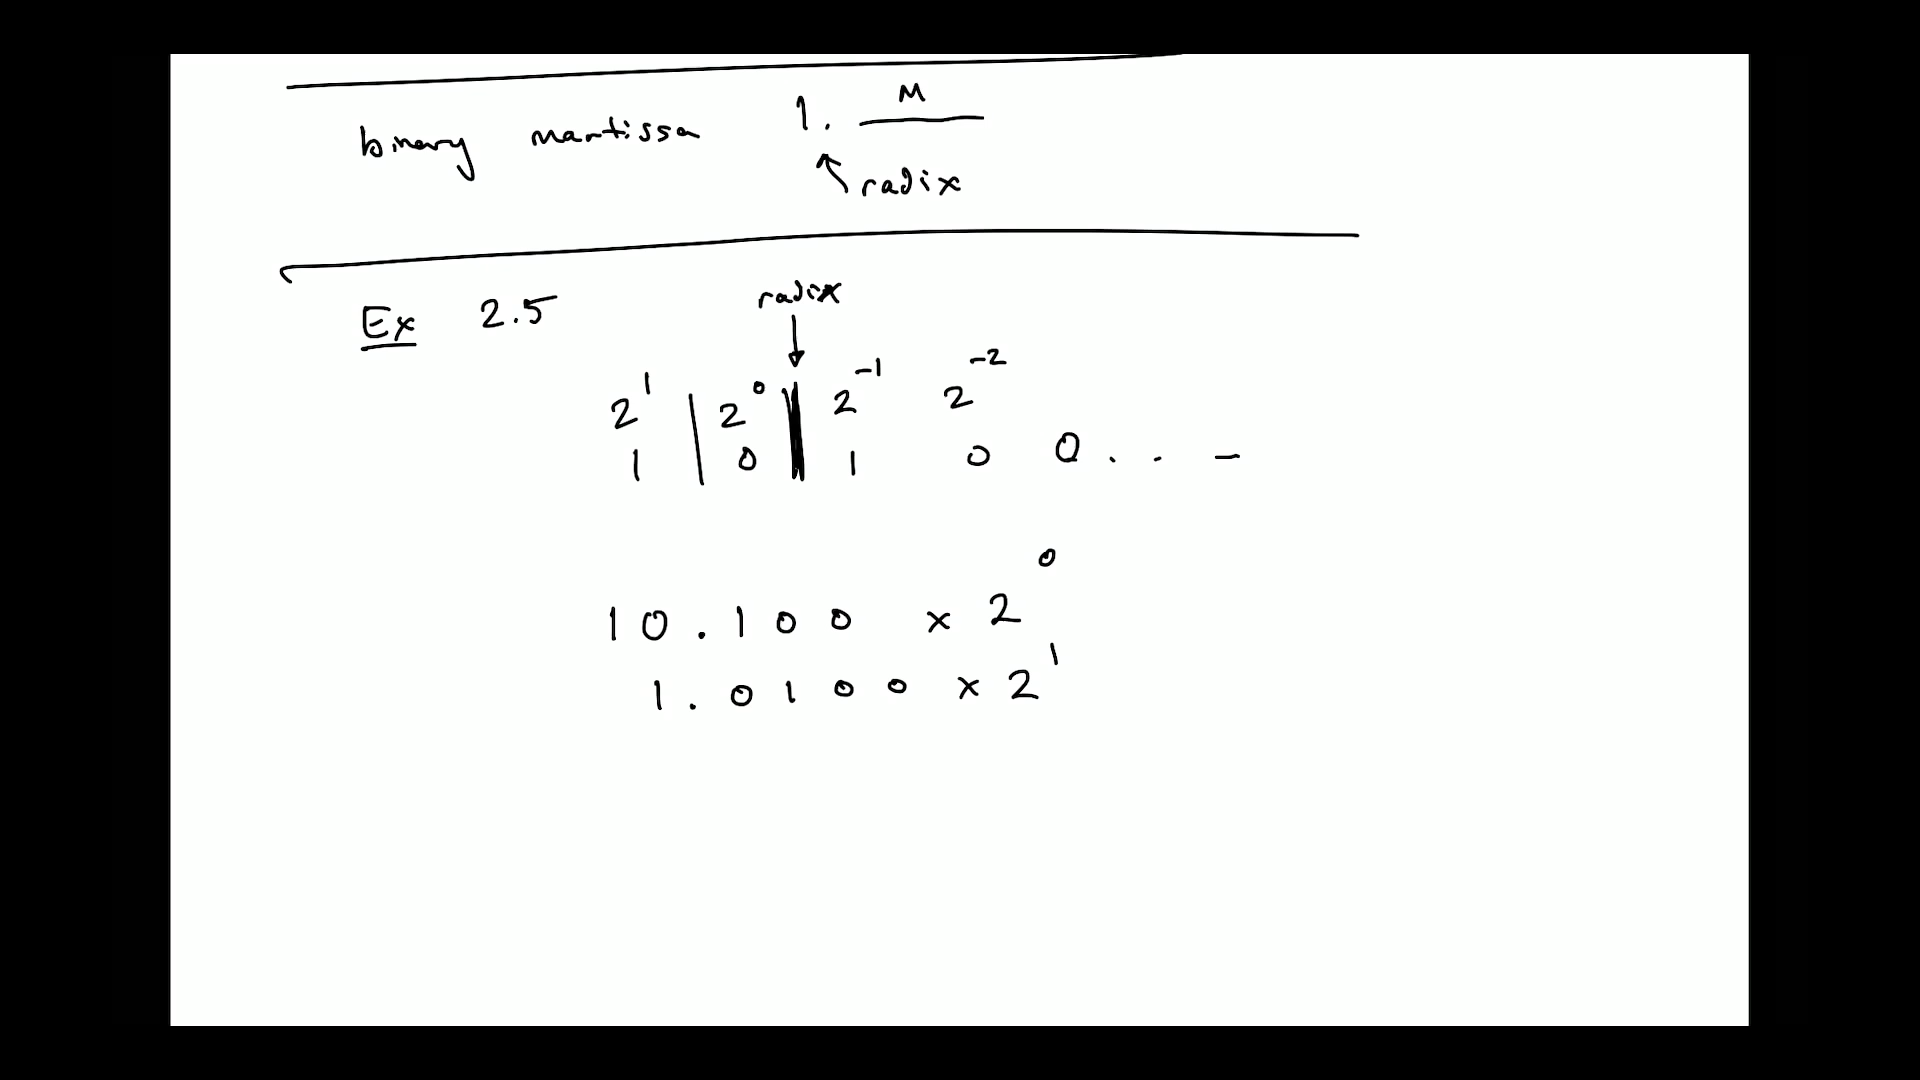 binary mantissa 1. M
radix
Ex 2.5 radix
2^1 | 2^0 | 2^-1 2^-2
1 | 0 | 1 0 0 . . _
10.100 x 2^0
1.0100 x 2^1